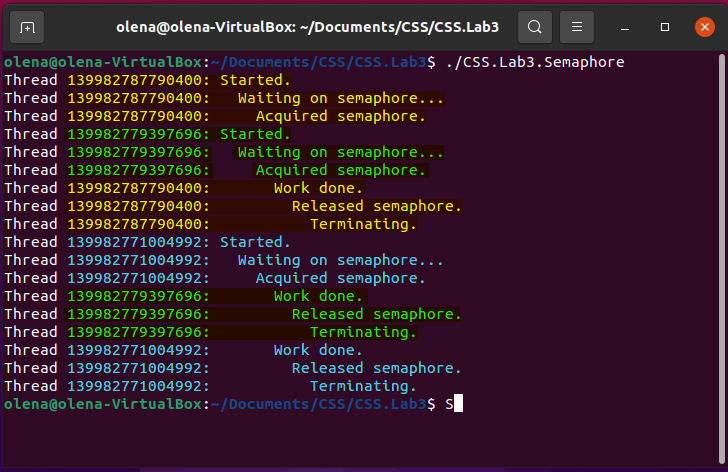 olena@olena-VirtualBox: ~/Documents/CSS/CSS.Lab3
olena@olena-VirtualBox:~/Documents/CSS/CSS.Lab3$ ./CSS.Lab3.Semaphore
Thread 139982787790400: Started.
Thread 139982787790400:   Waiting on semaphore...
Thread 139982787790400:     Acquired semaphore.
Thread 139982779397696: Started.
Thread 139982779397696:   Waiting on semaphore...
Thread 139982779397696:     Acquired semaphore.
Thread 139982787790400:       Work done.
Thread 139982787790400:         Released semaphore.
Thread 139982787790400:           Terminating.
Thread 139982771004992: Started.
Thread 139982771004992:   Waiting on semaphore...
Thread 139982771004992:     Acquired semaphore.
Thread 139982779397696:       Work done.
Thread 139982779397696:         Released semaphore.
Thread 139982779397696:           Terminating.
Thread 139982771004992:       Work done.
Thread 139982771004992:         Released semaphore.
Thread 139982771004992:           Terminating.
olena@olena-VirtualBox:~/Documents/CSS/CSS.Lab3$ S